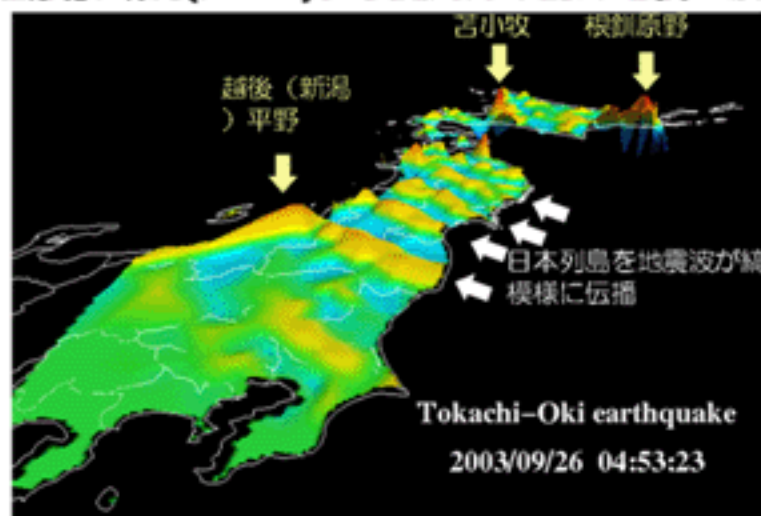 苫小牧
根釧原野
越後（新潟
）平野
日本列島を地震波が縞
模様に伝播
Tokachi-Oki earthquake
2003/09/26 04:53:23